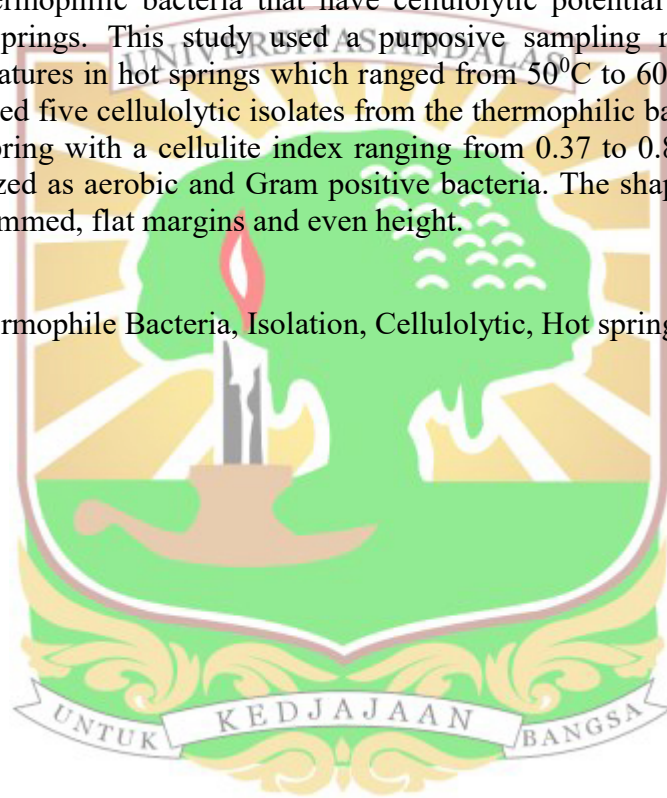 ermophilic bacteria that have cellulolytic potential
springs. This study used a purposive sampling
atures in hot springs which ranged from 50⁰C to 60
ed five cellulolytic isolates from the thermophilic ba
oring with a cellulite index ranging from 0.37 to 0.8
zed as aerobic and Gram positive bacteria. The shap
mmed, flat margins and even height.
rmophile Bacteria, Isolation, Cellulolytic, Hot spring
UNIVERSITAS ANDALAS
UNTUK KEDJAJAAN BANGSA